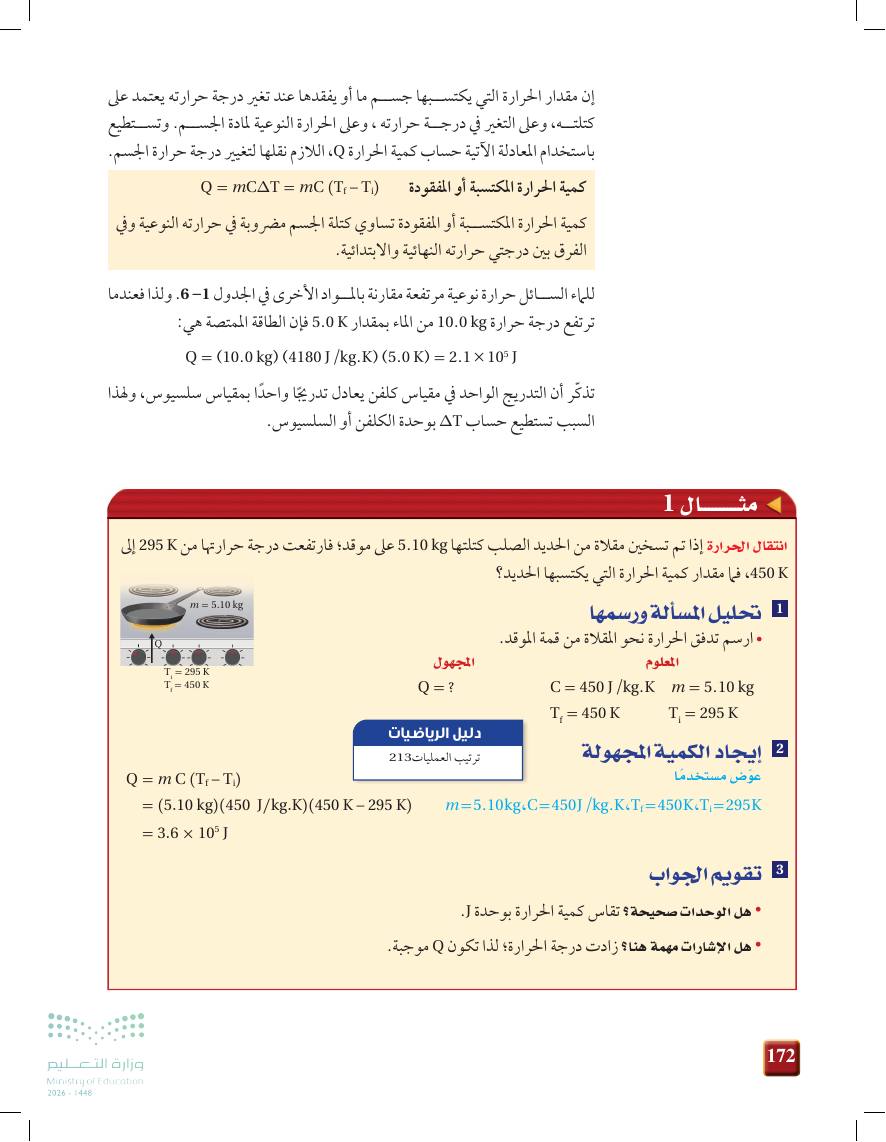 إن مقدار الحرارة التي يكتسبها جسم ما أو يفقدها عند تغير درجة حرارته يعتمد على
كتلته، وعلى التغير في درجة حرارته ، وعلى الحرارة النوعية لمادة الجسم. وتستطيع
باستخدام المعادلة الآتية حساب كمية الحرارة Q، اللازم نقلها لتغيير درجة حرارة الجسم.
كمية الحرارة المكتسبة أو المفقودة Q = mCΔT = mC (Tf – Ti)
كمية الحرارة المكتسبة أو المفقودة تساوي كتلة الجسم مضروبة في حرارته النوعية وفي
الفرق بين درجتي حرارته النهائية والابتدائية.
للماء السائل حرارة نوعية مرتفعة مقارنة بالمواد الأخرى في الجدول 1–6. ولذا فعندما
ترتفع درجة حرارة 10.0 kg من الماء بمقدار 5.0 K فإن الطاقة الممتصة هي:
Q = (10.0 kg) (4180 J /kg.K) (5.0 K) = 2.1 × 10⁵ J
تذكّر أن التدريج الواحد في مقياس كلفن يعادل تدريجًا واحدًا بمقياس سلسيوس، ولهذا
السبب تستطيع حساب ΔT بوحدة الكلفن أو السلسيوس.
مثال 1
انتقال الحرارة إذا تم تسخين مقلاة من الحديد الصلب كتلتها 5.10 kg على موقد؛ فارتفعت درجة حرارتها من 295 K إلى
450 K، فما مقدار كمية الحرارة التي يكتسبها الحديد؟
1 تحليل المسألة ورسمها
• ارسم تدفق الحرارة نحو المقلاة من قمة الموقد.
m = 5.10 kg
Q
Ti = 295 K
Tf = 450 K
المعلوم المجهول
m = 5.10 kg C = 450 J /kg.K Q = ?
Ti = 295 K Tf = 450 K
دليل الرياضيات
ترتيب العمليات213
2 إيجاد الكمية المجهولة
عوّض مستخدمًا
Q = m C (Tf – Ti)
= (5.10 kg)(450 J/kg.K)(450 K – 295 K) m=5.10kg،C=450J /kg.K،Tf=450K،Ti=295K
= 3.6 × 10⁵ J
3 تقويم الجواب
• هل الوحدات صحيحة؟ تقاس كمية الحرارة بوحدة J.
• هل الإشارات مهمة هنا؟ زادت درجة الحرارة؛ لذا تكون Q موجبة.
وزارة التعليم
Ministry of Education
2026 - 1448
172